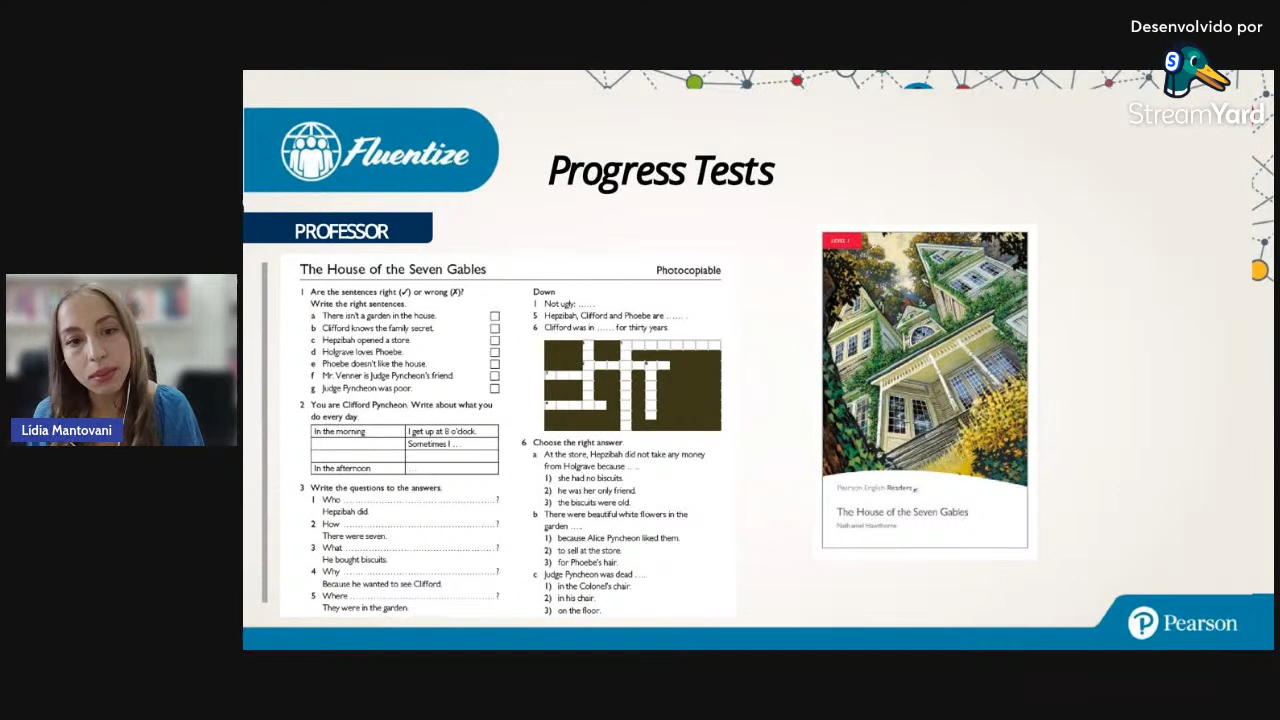 Desenvolvido por
StreamYard
Fluentize
Progress Tests
PROFESSOR
The House of the Seven Gables
Photocopiable
1 Are the sentences right (✓) or wrong (✗)?
Write the right sentences.
a There isn't a garden in the house.
b Clifford knows the family secret.
c Hepzibah opened a store.
d Holgrave loves Phoebe.
e Phoebe doesn't like the house.
f Mr. Venner is Judge Pyncheon's friend.
g Judge Pyncheon was poor.
2 You are Clifford Pyncheon. Write about what you
do every day.
In the morning I get up at 8 o'clock.
Sometimes I ...
In the afternoon ...
3 Write the questions to the answers.
1 Who ........................................ ?
Hepzibah did.
2 How ........................................ ?
There were seven.
3 What ........................................ ?
He bought biscuits.
4 Why ........................................ ?
Because he wanted to see Clifford.
5 Where ........................................ ?
They were in the garden.
Down
1 Not ugly: ......
5 Hepzibah, Clifford and Phoebe are ...... .
6 Clifford was in ...... for thirty years.
6 Choose the right answer.
a At the store, Hepzibah did not take any money
from Holgrave because .....
1) she had no biscuits.
2) he was her only friend.
3) the biscuits were old.
b There were beautiful white flowers in the
garden .....
1) because Alice Pyncheon liked them.
2) to sell at the store.
3) for Phoebe's hair.
c Judge Pyncheon was dead .....
1) in the Colonel's chair.
2) in his chair.
3) on the floor.
LEVEL 1
Pearson English Readers
The House of the Seven Gables
Nathaniel Hawthorne
Pearson
Lídia Mantovani